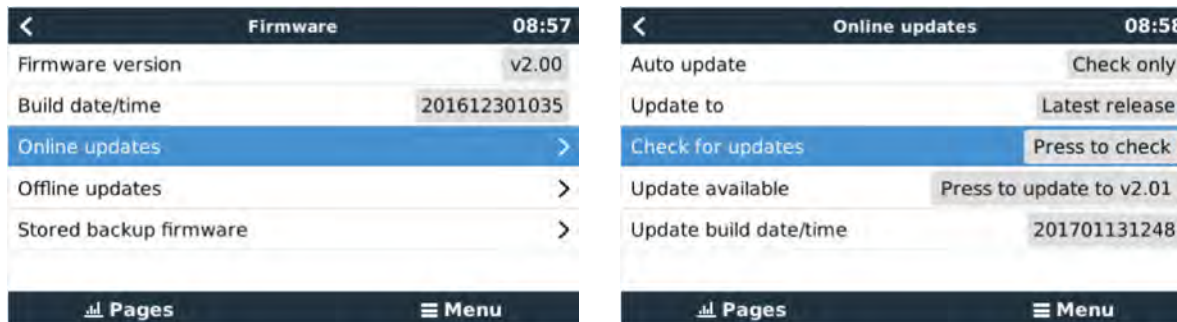 Firmware 08:57
Firmware version v2.00
Build date/time 201612301035
Online updates
Offline updates
Stored backup firmware
Pages Menu
Online updates 08:58
Auto update Check only
Update to Latest release
Check for updates Press to check
Update available Press to update to v2.01
Update build date/time 201701131248
Pages Menu